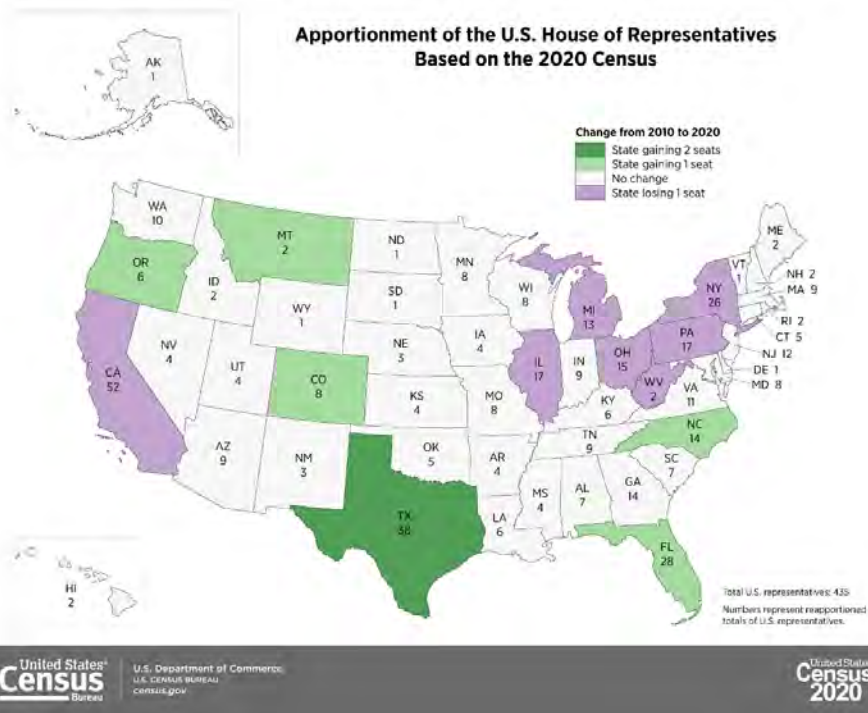 Apportionment of the U.S. House of Representatives
Based on the 2020 Census
Change from 2010 to 2020
State gaining 2 seats
State gaining 1 seat
No change
State losing 1 seat
AK
1
WA
10
OR
6
MT
2
ID
2
WY
1
ND
1
SD
1
NE
3
KS
4
MN
8
IA
4
MO
8
WI
8
IL
17
MI
13
IN
9
OH
15
KY
6
WV
2
VA
11
PA
17
NY
26
VT
1
ME
2
NH 2
MA 9
RI 2
CT 5
NJ 12
DE 1
MD 8
CA
52
NV
4
UT
4
CO
8
AZ
9
NM
3
OK
5
TX
38
AR
4
LA
6
MS
4
AL
7
TN
9
GA
14
NC
14
SC
7
FL
28
HI
2
Total U.S. representatives: 435
Numbers represent reapportioned
totals of U.S. representatives.
United States®
Census
Bureau
U.S. Department of Commerce
U.S. CENSUS BUREAU
census.gov
United States
Census
2020